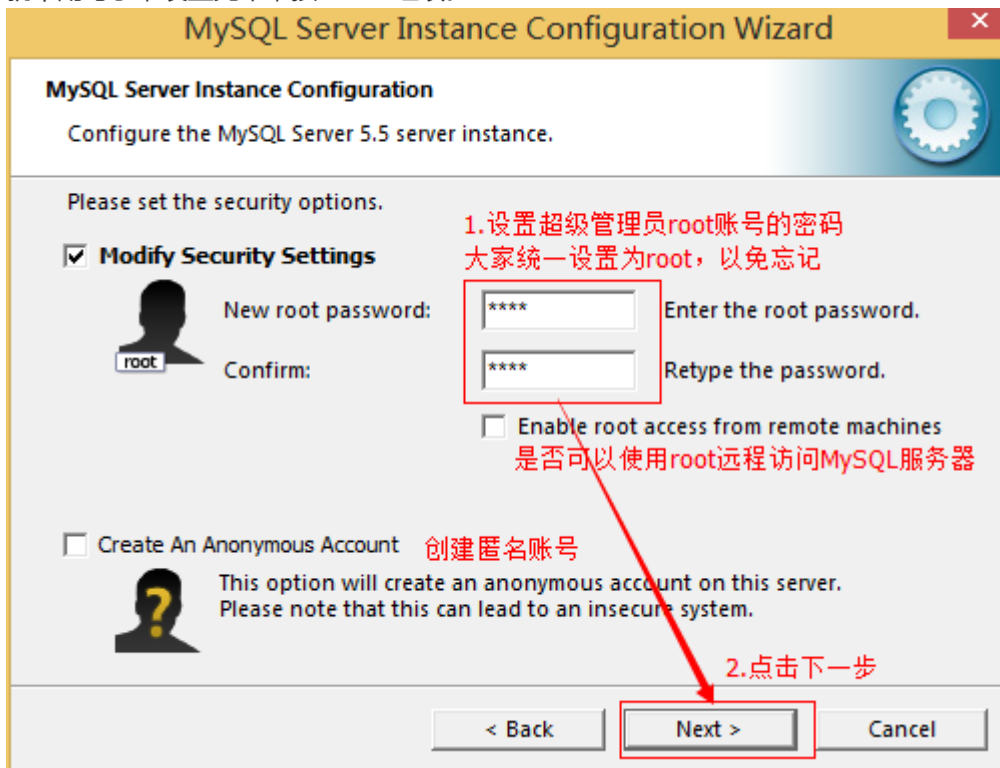 MySQL Server Instance Configuration Wizard
MySQL Server Instance Configuration
Configure the MySQL Server 5.5 server instance.
Please set the security options.
1.设置超级管理员root账号的密码
大家统一设置为root，以免忘记
Modify Security Settings
New root password:
****
Enter the root password.
root
Confirm:
****
Retype the password.
Enable root access from remote machines
是否可以使用root远程访问MySQL服务器
Create An Anonymous Account
创建匿名账号
This option will create an anonymous account on this server.
Please note that this can lead to an insecure system.
2.点击下一步
< Back
Next >
Cancel